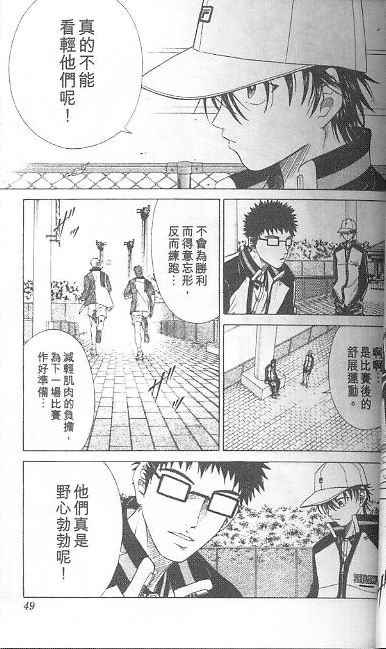 真的不能
看輕他們呢！
不會為勝利
而得意忘形，
反而練跑…
啊啊，
是比賽後的
舒展運動。
減輕肌肉的負擔，
為下一場比賽
作好準備…
他們真是
野心勃勃呢！
49